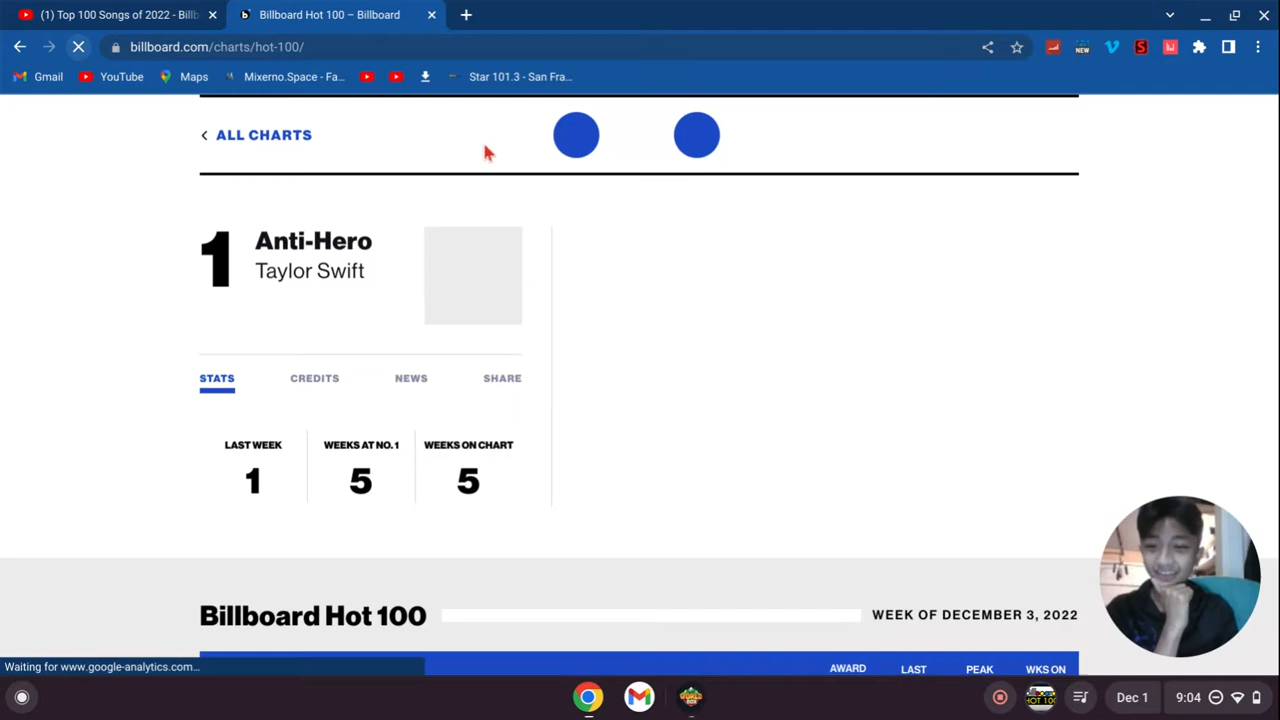 (1) Top 100 Songs of 2022 - Billb
Billboard Hot 100 – Billboard
billboard.com/charts/hot-100/
NEW
Gmail
YouTube
Maps
Mixerno.Space - Fa...
Star 101.3 - San Fra...
ALL CHARTS
1
Anti-Hero
Taylor Swift
STATS
CREDITS
NEWS
SHARE
LAST WEEK
WEEKS AT NO. 1
WEEKS ON CHART
1
5
5
Billboard Hot 100
WEEK OF DECEMBER 3, 2022
AWARD
LAST
PEAK
WKS ON
Waiting for www.google-analytics.com...
HOT 100
Dec 1
9:04